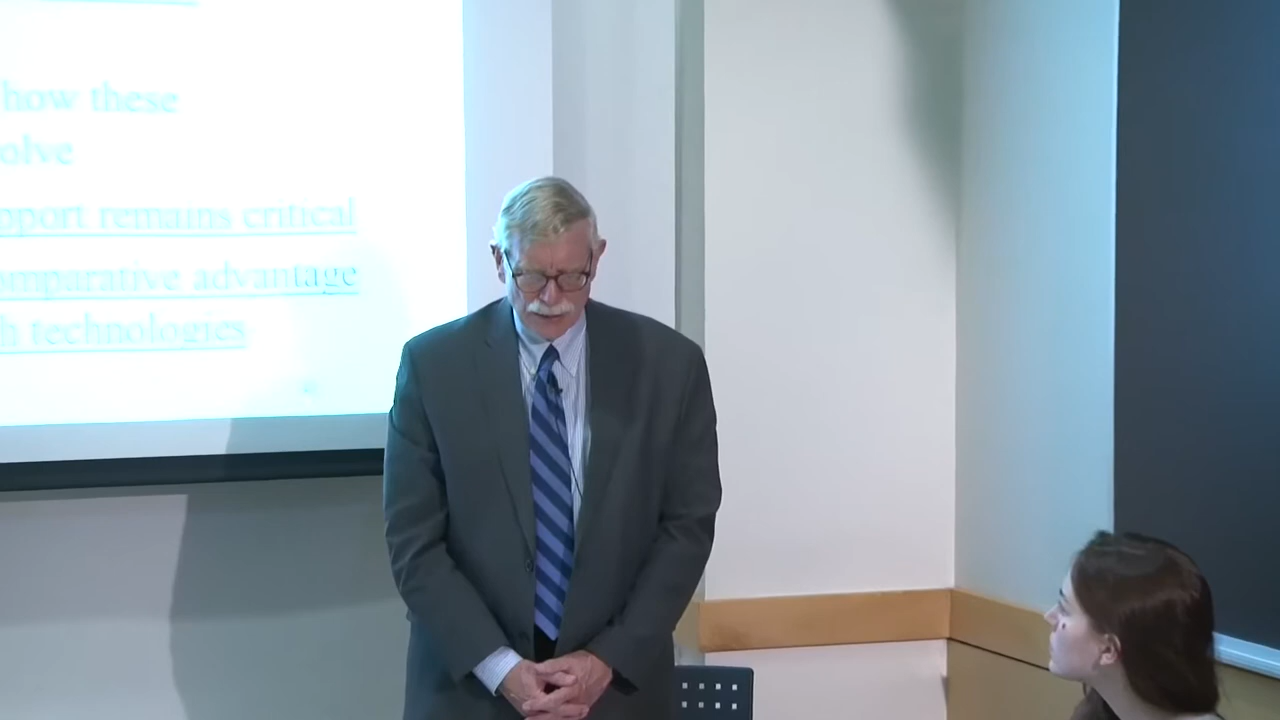 how these
olve
pport remains critical
omparative advantage
h technologies